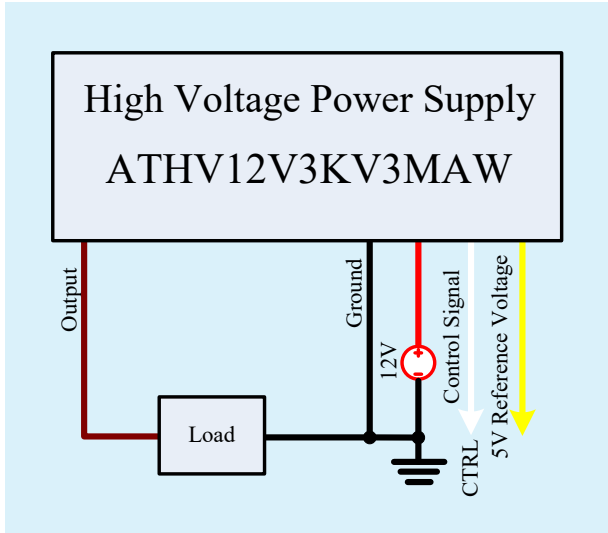 High Voltage Power Supply
ATHV12V3KV3MAW
Output
Ground
12V
Control Signal
5V Reference Voltage
CTRL
Load